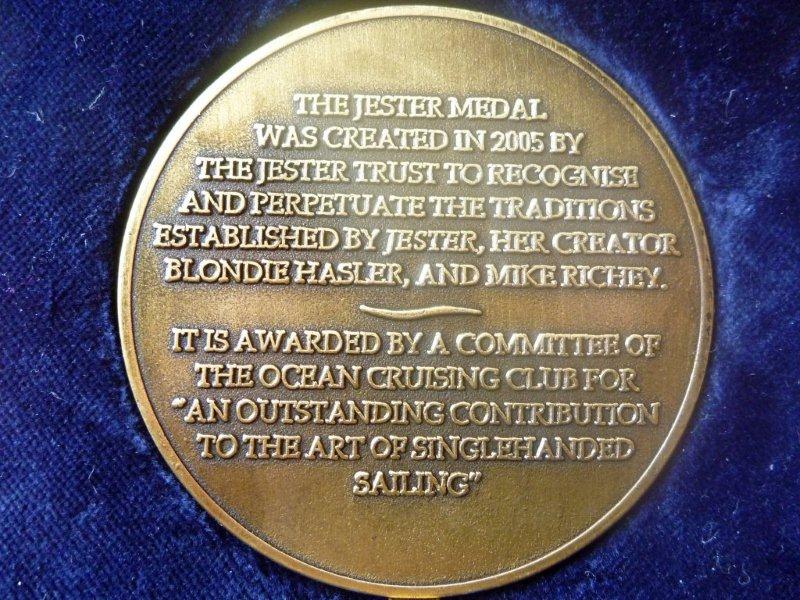 THE JESTER MEDAL
WAS CREATED IN 2005 BY
THE JESTER TRUST TO RECOGNISE
AND PERPETUATE THE TRADITIONS
ESTABLISHED BY JESTER, HER CREATOR
BLONDIE HASLER, AND MIKE RICHEY.
IT IS AWARDED BY A COMMITTEE OF
THE OCEAN CRUISING CLUB FOR
"AN OUTSTANDING CONTRIBUTION
TO THE ART OF SINGLEHANDED
SAILING"